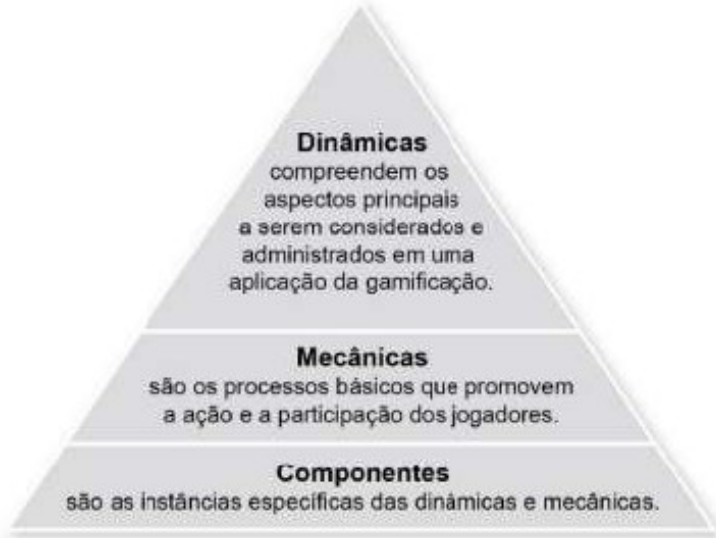 Dinâmicas
compreendem os
aspectos principais
a serem considerados e
administrados em uma
aplicação da gamificação.
Mecânicas
são os processos básicos que promovem
a ação e a participação dos jogadores.
Componentes
são as instâncias específicas das dinâmicas e mecânicas.